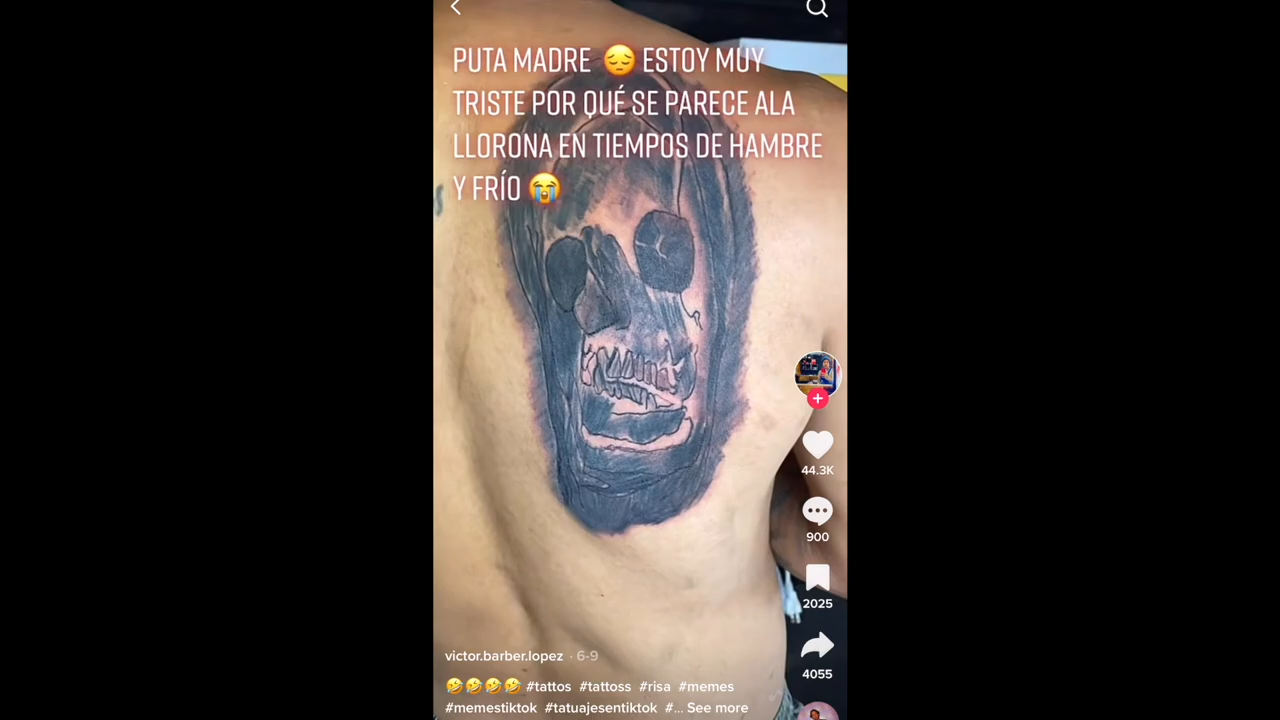 PUTA MADRE 😔 ESTOY MUY
TRISTE POR QUÉ SE PARECE ALA
LLORONA EN TIEMPOS DE HAMBRE
Y FRÍO 😭
44.3K
900
2025
4055
victor.barber.lopez · 6-9
🤣🤣🤣🤣 #tattos #tattoss #risa #memes
#memestiktok #tatuajesentiktok #... See more